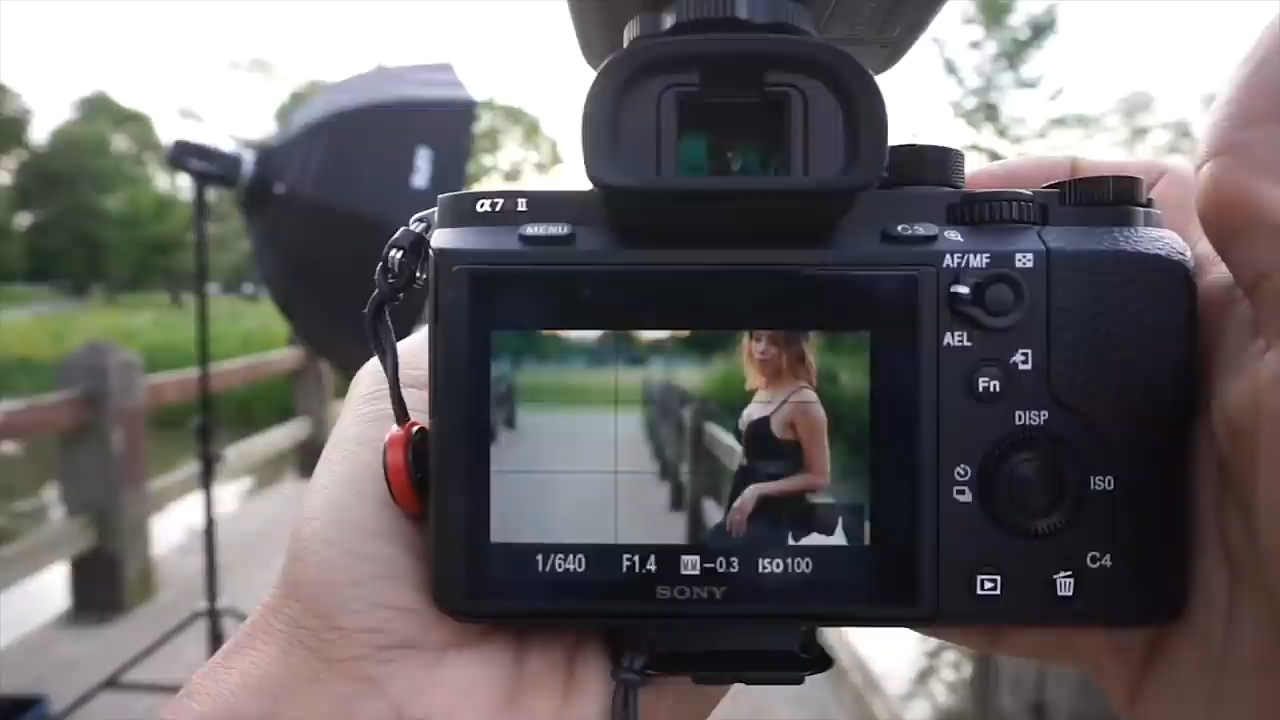 α7 II
MENU
C3
AF/MF
AEL
Fn
DISP
ISO
C4
1/640 F1.4 MM -0.3 ISO100
SONY